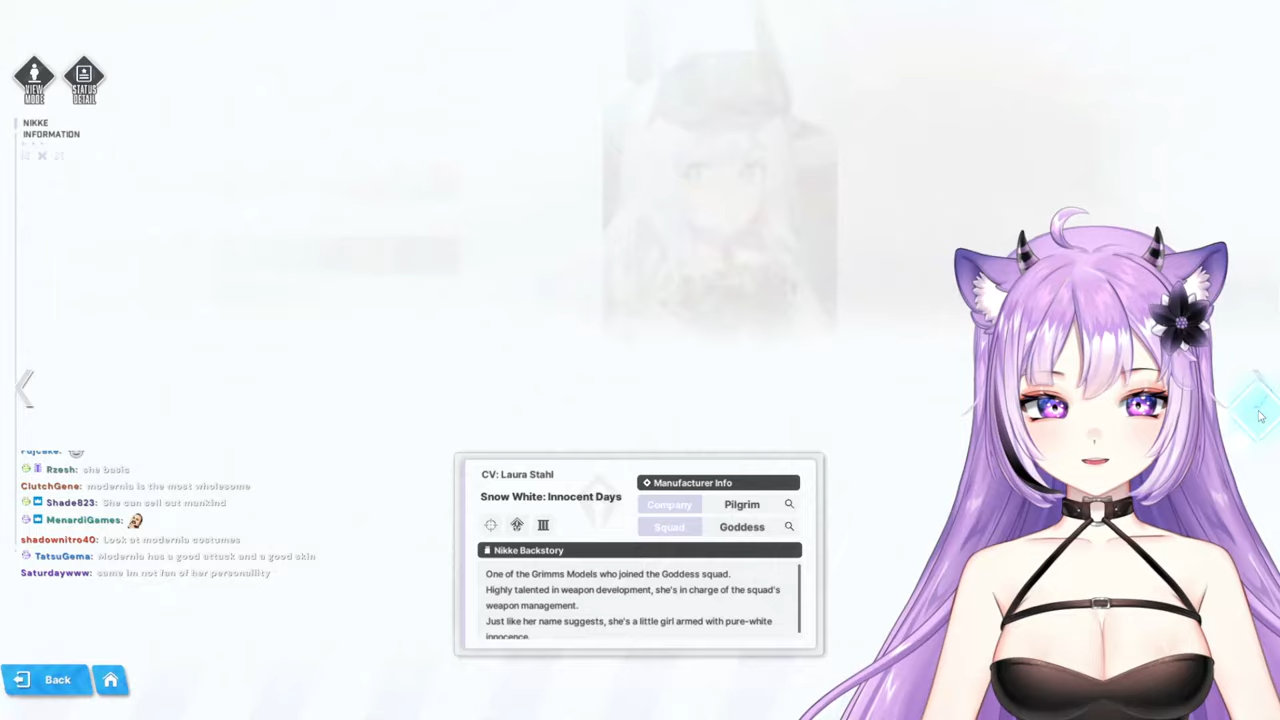 VIEW
MODE
STATUS
DETAIL
NIKKE
INFORMATION
Rzesh: she basic
ClutchGene: modernia is the most wholesome
Shade823: She can sell out mankind
MenardiGames:
shadownitro40: Look at modernia costumes
TatsuGema: Modernia has a good attack and a good skin
Saturdaywww: same im not fan of her personaility
CV: Laura Stahl
Snow White: Innocent Days
Manufacturer Info
Company Pilgrim
Squad Goddess
Nikke Backstory
One of the Grimms Models who joined the Goddess squad.
Highly talented in weapon development, she's in charge of the squad's
weapon management.
Just like her name suggests, she's a little girl armed with pure-white
innocence.
Back